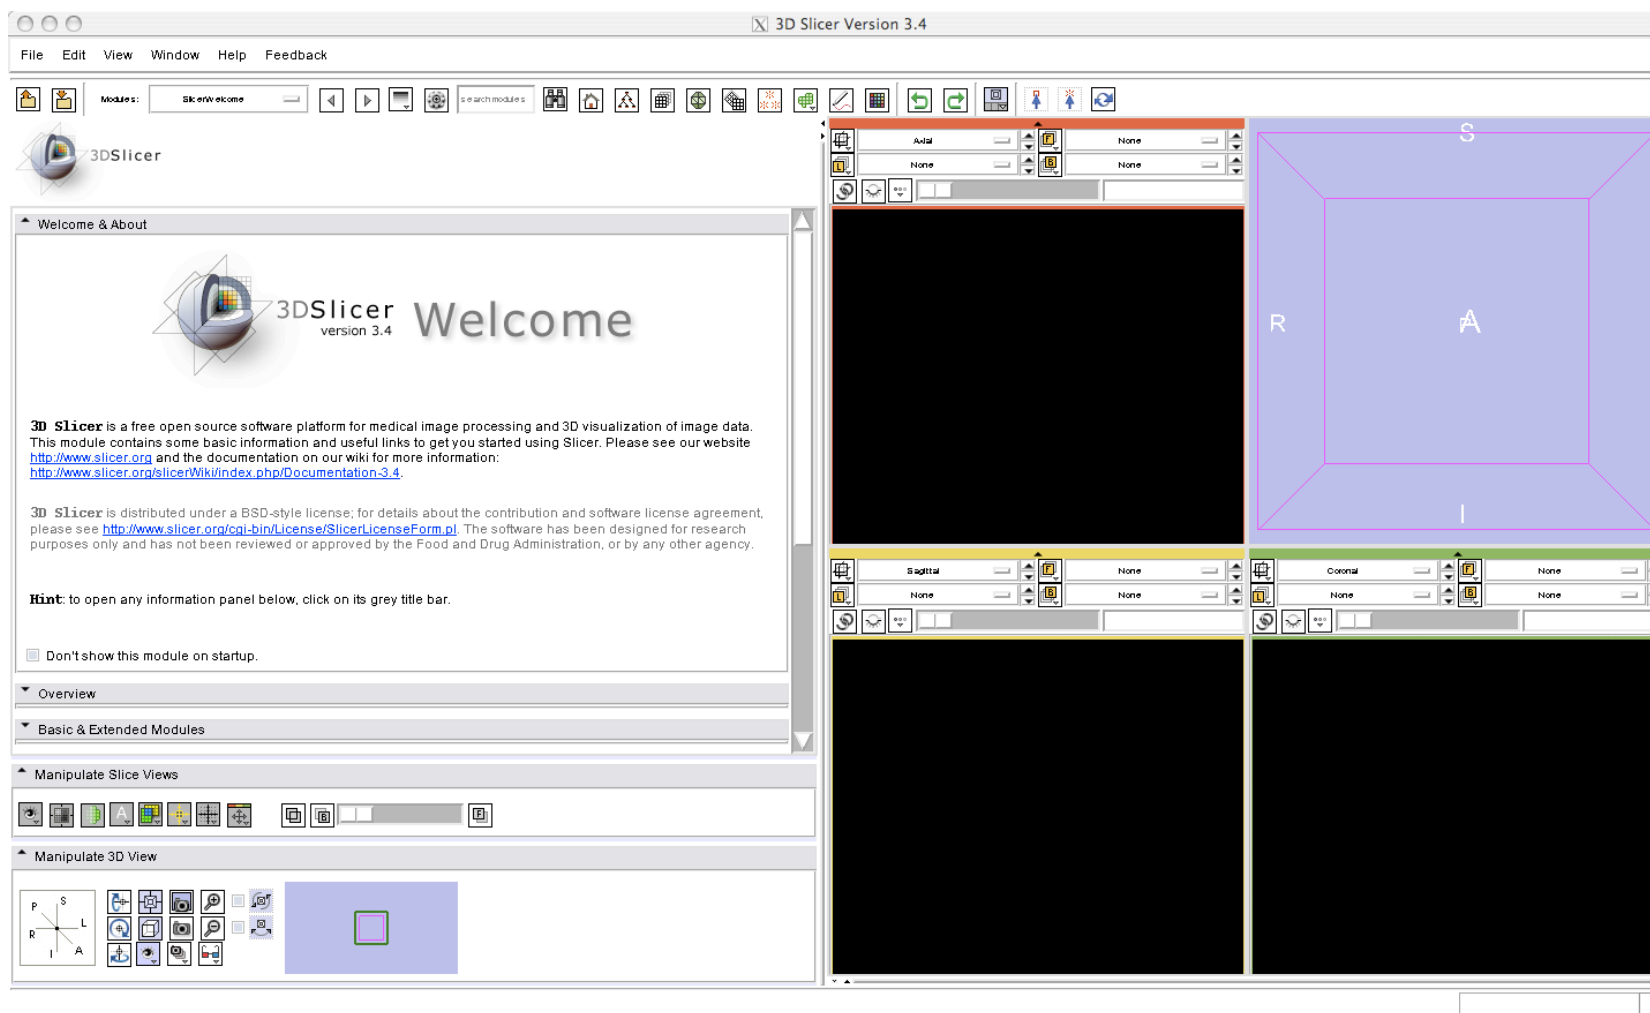 3D Slicer Version 3.4
File Edit View Window Help Feedback
Modules: SlicerWelcome search modules
3DSlicer
Welcome & About
3DSlicer Welcome
version 3.4
3D Slicer is a free open source software platform for medical image processing and 3D visualization of image data.
This module contains some basic information and useful links to get you started using Slicer. Please see our website
http://www.slicer.org and the documentation on our wiki for more information:
http://www.slicer.org/slicerWiki/index.php/Documentation-3.4.
3D Slicer is distributed under a BSD-style license; for details about the contribution and software license agreement,
please see http://www.slicer.org/cgi-bin/License/SlicerLicenseForm.pl. The software has been designed for research
purposes only and has not been reviewed or approved by the Food and Drug Administration, or by any other agency.
Hint: to open any information panel below, click on its grey title bar.
Don't show this module on startup.
Overview
Basic & Extended Modules
Manipulate Slice Views
A B F
Manipulate 3D View
P S
L
R
I A
Axial F None
L None B None
S
R A
I
Sagittal F None
L None B None
Coronal F None
L None B None